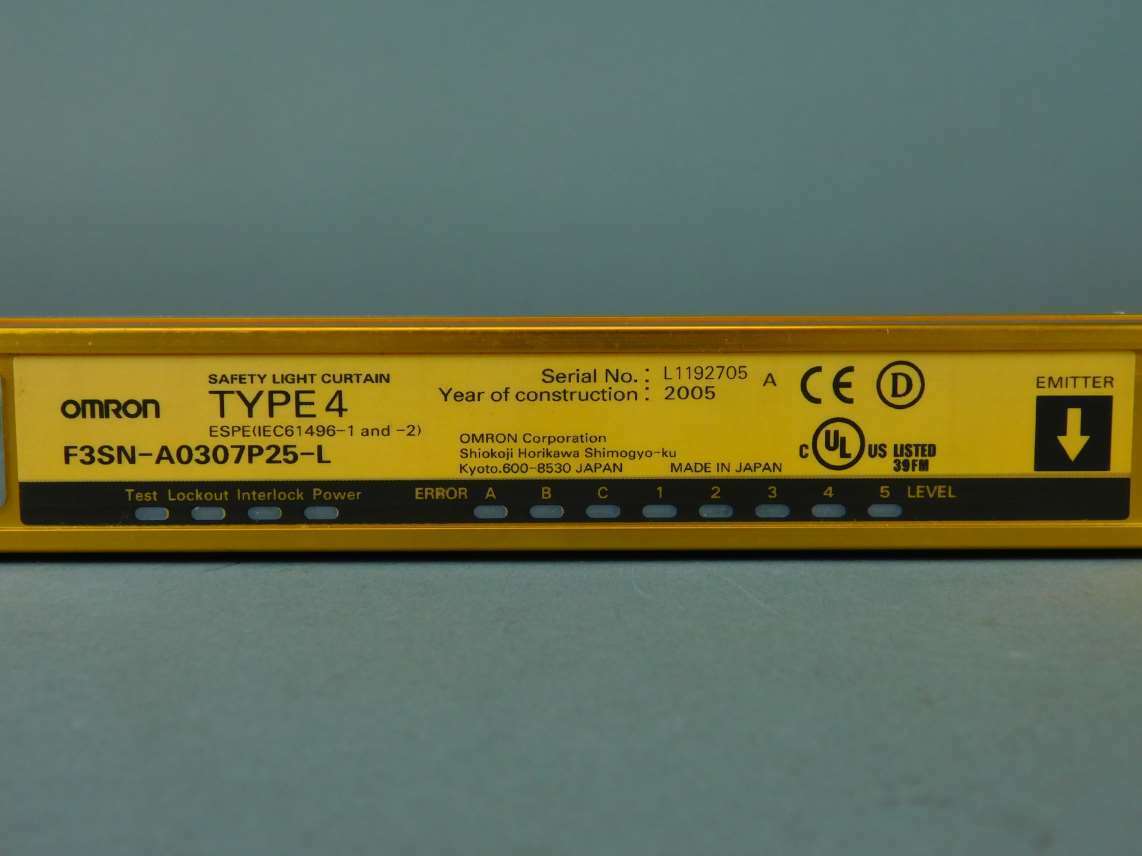 SAFETY LIGHT CURTAIN
OMRON TYPE 4
ESPE(IEC61496-1 and -2)
F3SN-A0307P25-L
Serial No. : L1192705 A
Year of construction : 2005
OMRON Corporation
Shiokoji Horikawa Shimogyo-ku
Kyoto.600-8530 JAPAN MADE IN JAPAN
CE D
C UL US LISTED
39FM
EMITTER
Test Lockout Interlock Power ERROR A B C 1 2 3 4 5 LEVEL